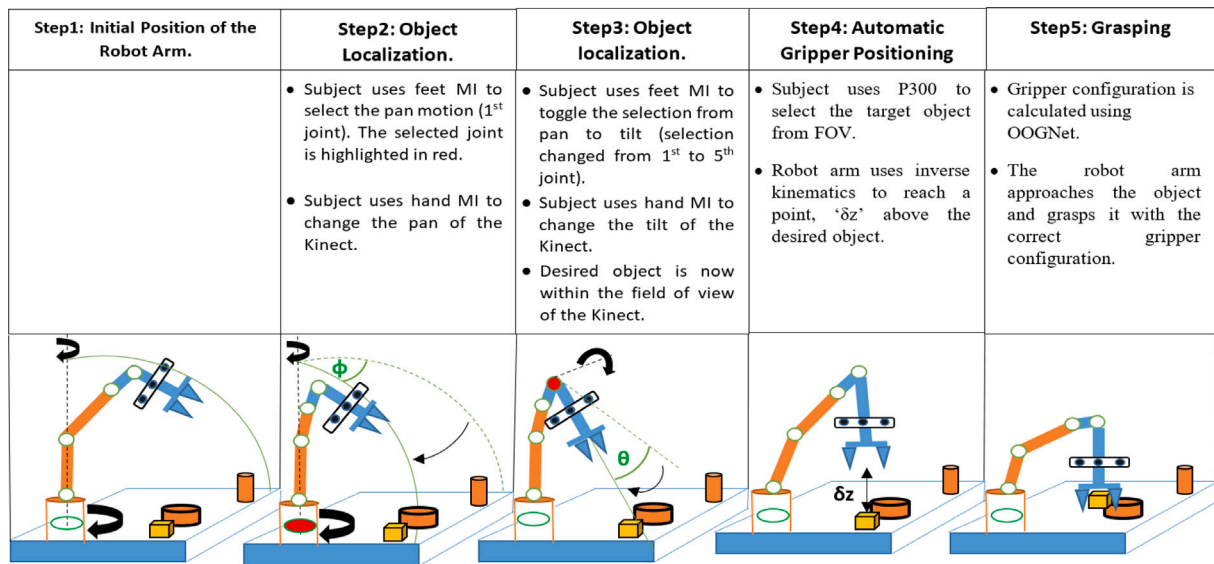 Step1: Initial Position of the
Robot Arm.
Step2: Object
Localization.
Step3: Object
localization.
Step4: Automatic
Gripper Positioning
Step5: Grasping
● Subject uses feet MI to
select the pan motion (1st
joint). The selected joint
is highlighted in red.
● Subject uses hand MI to
change the pan of the
Kinect.
● Subject uses feet MI to
toggle the selection from
pan to tilt (selection
changed from 1st to 5th
joint).
● Subject uses hand MI to
change the tilt of the
Kinect.
● Desired object is now
within the field of view
of the Kinect.
● Subject uses P300 to
select the target object
from FOV.
● Robot arm uses inverse
kinematics to reach a
point, ‘δz’ above the
desired object.
● Gripper configuration is
calculated using
OOGNet.
● The robot arm
approaches the object
and grasps it with the
correct gripper
configuration.
ϕ
θ
δz